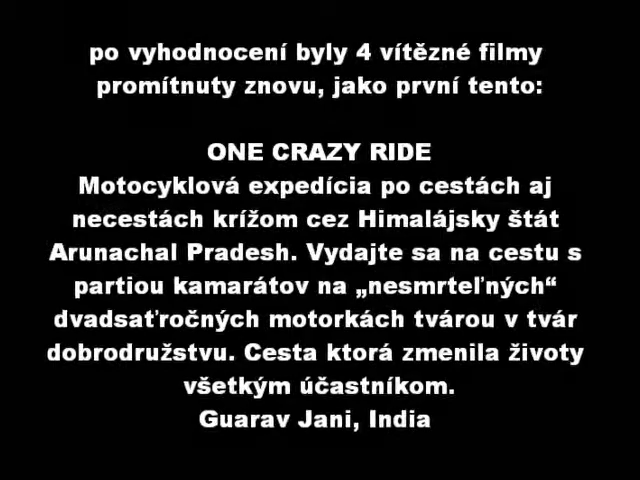 po vyhodnocení byly 4 vítězné filmy
promítnuty znovu, jako první tento:
ONE CRAZY RIDE
Motocyklová expedícia po cestách aj
necestách krížom cez Himalájsky štát
Arunachal Pradesh. Vydajte sa na cestu s
partiou kamarátov na „nesmrteľných“
dvadsaťročných motorkách tvárou v tvár
dobrodružstvu. Cesta ktorá zmenila životy
všetkým účastníkom.
Guarav Jani, India